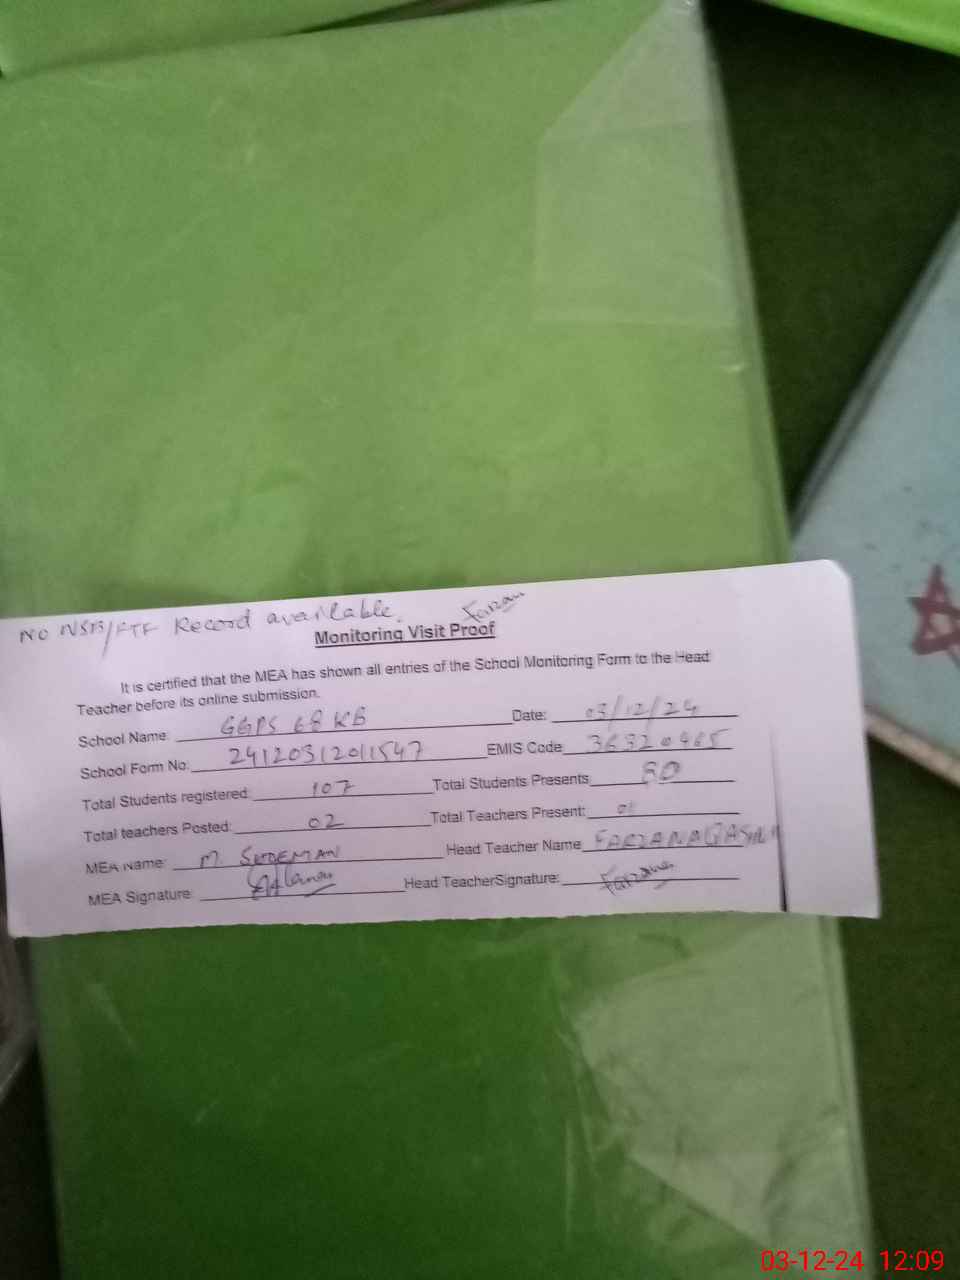 No NSB/FTF Record available. Farzana
Monitoring Visit Proof
It is certified that the MEA has shown all entries of the School Monitoring Form to the Head
Teacher before its online submission.
School Name: GGPS 68 KB Date: 03/12/24
School Form No: 24120312011547 EMIS Code 36320465
Total Students registered: 107 Total Students Presents 80
Total teachers Posted: 02 Total Teachers Present: 01
MEA Name: M. Head Teacher Name FARZANA
MEA Signature: Head TeacherSignature: Farzana
03-12-24 12:09